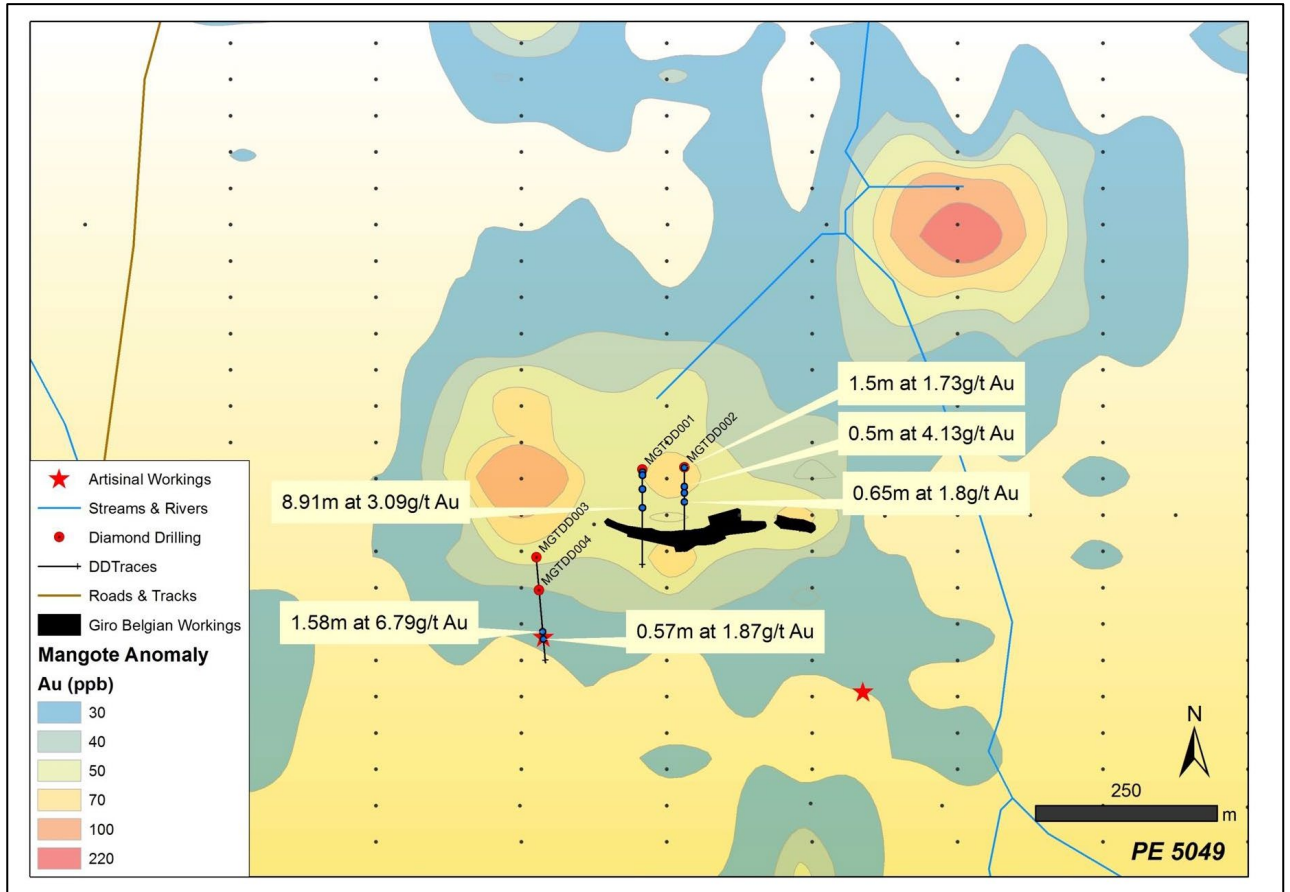 MGTDD001
MGTDD002
1.5m at 1.73g/t Au
0.5m at 4.13g/t Au
0.65m at 1.8g/t Au
8.91m at 3.09g/t Au
MGTDD003
MGTDD004
1.58m at 6.79g/t Au
0.57m at 1.87g/t Au
Artisinal Workings
Streams & Rivers
Diamond Drilling
DDTraces
Roads & Tracks
Giro Belgian Workings
Mangote Anomaly
Au (ppb)
30
40
50
70
100
220
N
250
m
PE 5049